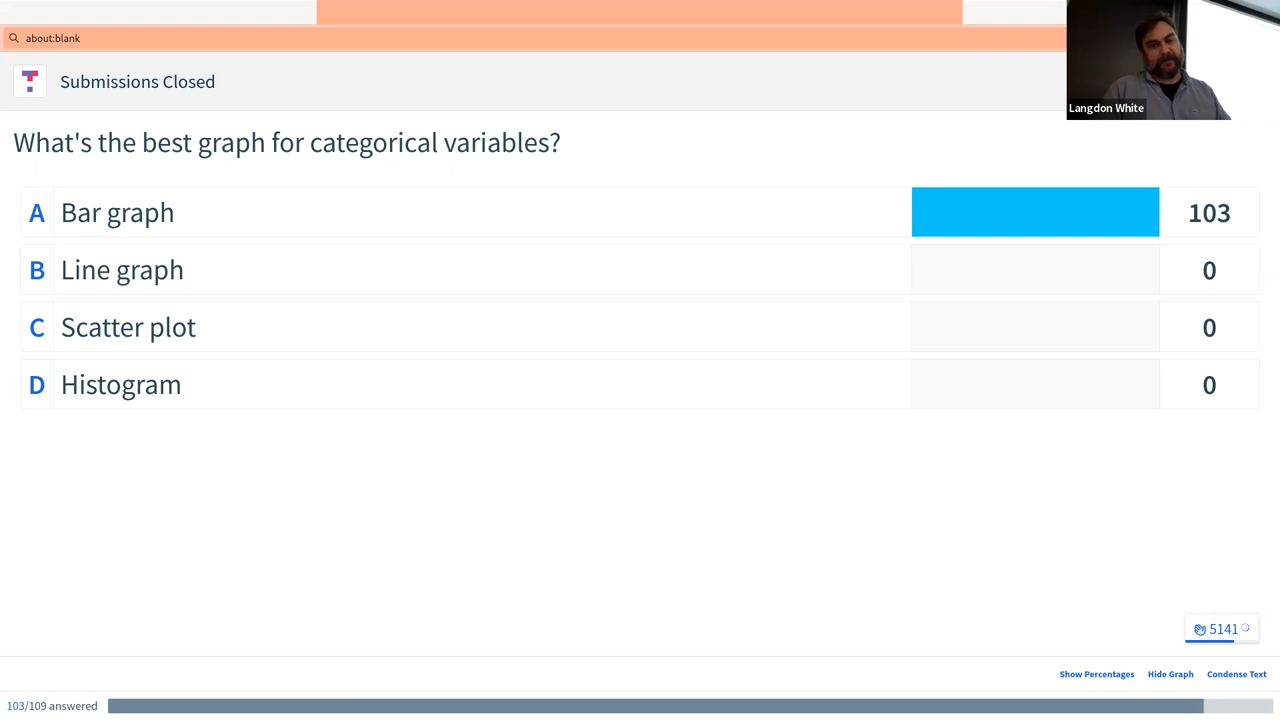 about:blank
Submissions Closed
Langdon White
What's the best graph for categorical variables?
A Bar graph 103
B Line graph 0
C Scatter plot 0
D Histogram 0
5141
Show Percentages Hide Graph Condense Text
103/109 answered